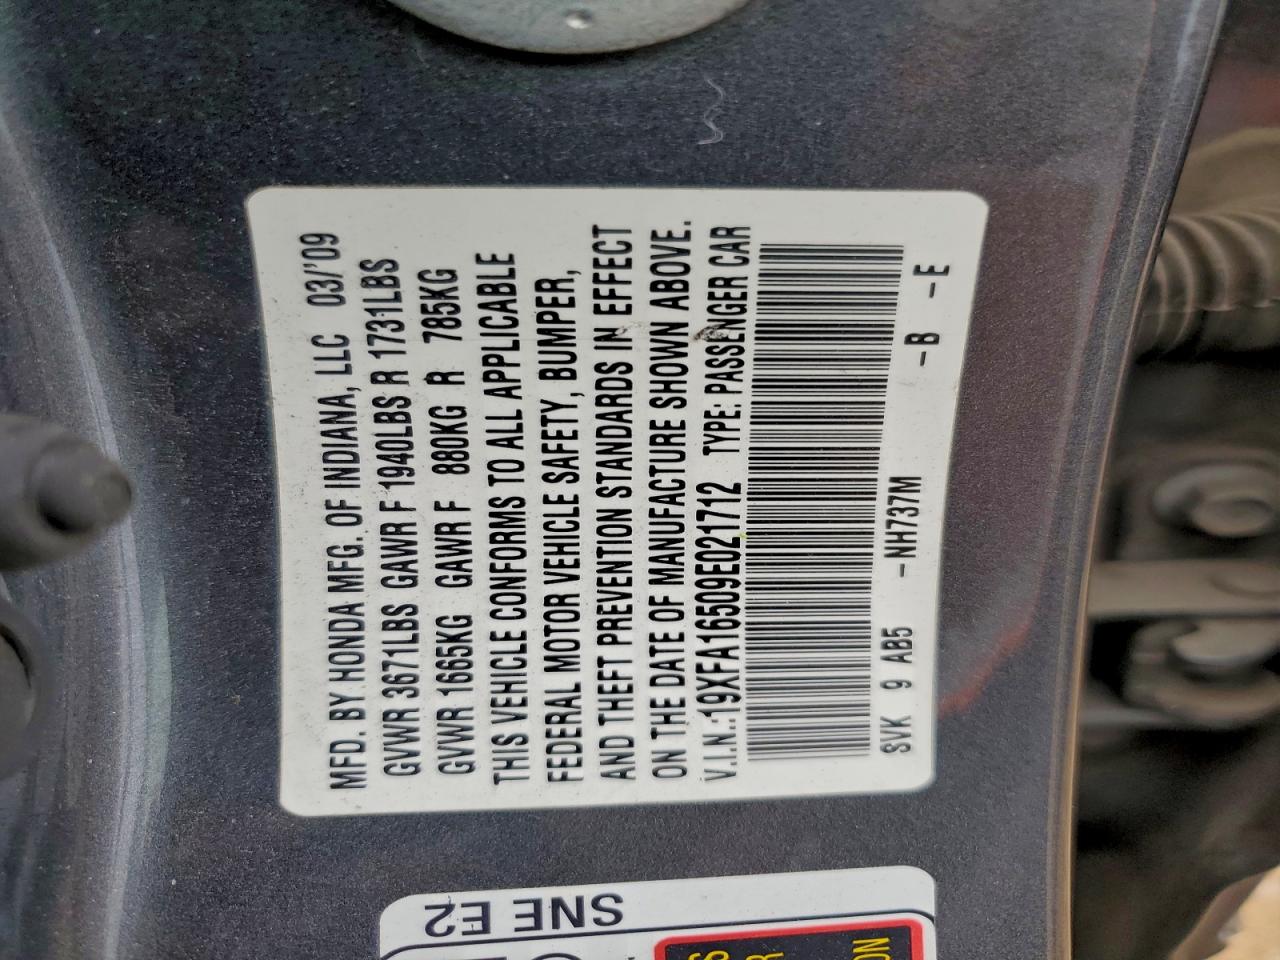 MFD. BY HONDA MFG. OF INDIANA, LLC 03/'09
GVWR 3671LBS GAWR F 1940LBS R 1731LBS
GVWR 1665KG GAWR F 880KG R 785KG
THIS VEHICLE CONFORMS TO ALL APPLICABLE
FEDERAL MOTOR VEHICLE SAFETY, BUMPER,
AND THEFT PREVENTION STANDARDS IN EFFECT
ON THE DATE OF MANUFACTURE SHOWN ABOVE.
V.I.N.:19XFA16509E021712 TYPE: PASSENGER CAR
SVK 9 AB5 -NH737M -B -E
SNE E2